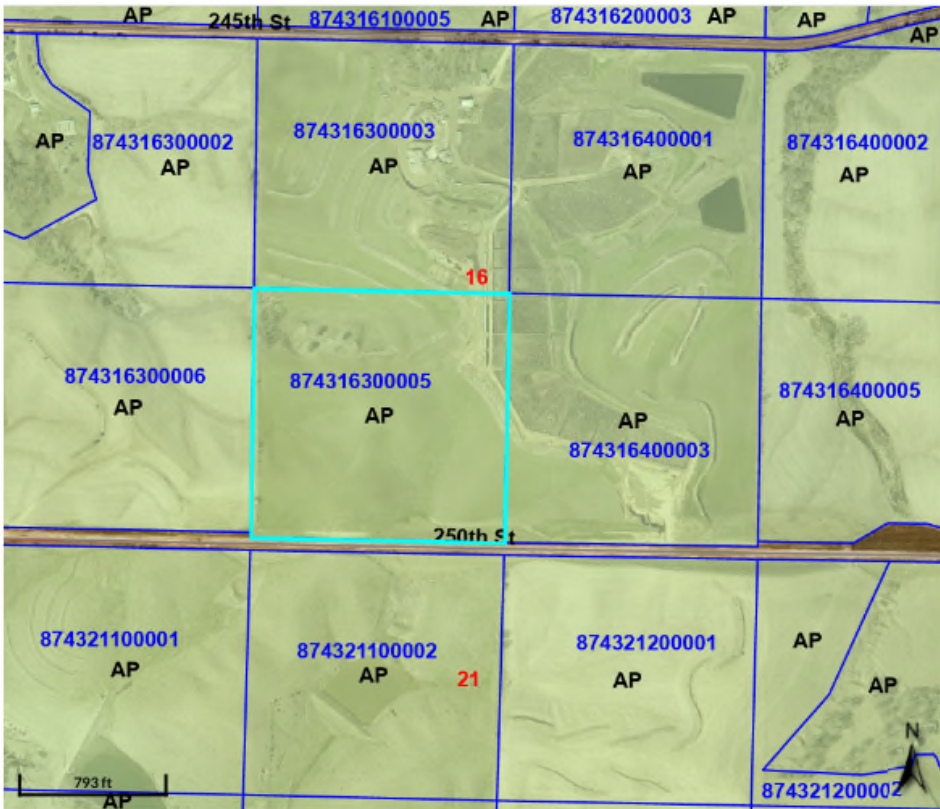 AP
245th St
874316100005
AP
874316200003
AP
AP
AP
AP
874316300002
AP
874316300003
AP
874316400001
AP
874316400002
AP
16
874316300006
AP
874316300005
AP
AP
874316400003
874316400005
AP
250th St
874321100001
AP
874321100002
AP
21
874321200001
AP
AP
AP
N
793 ft
AP
874321200002